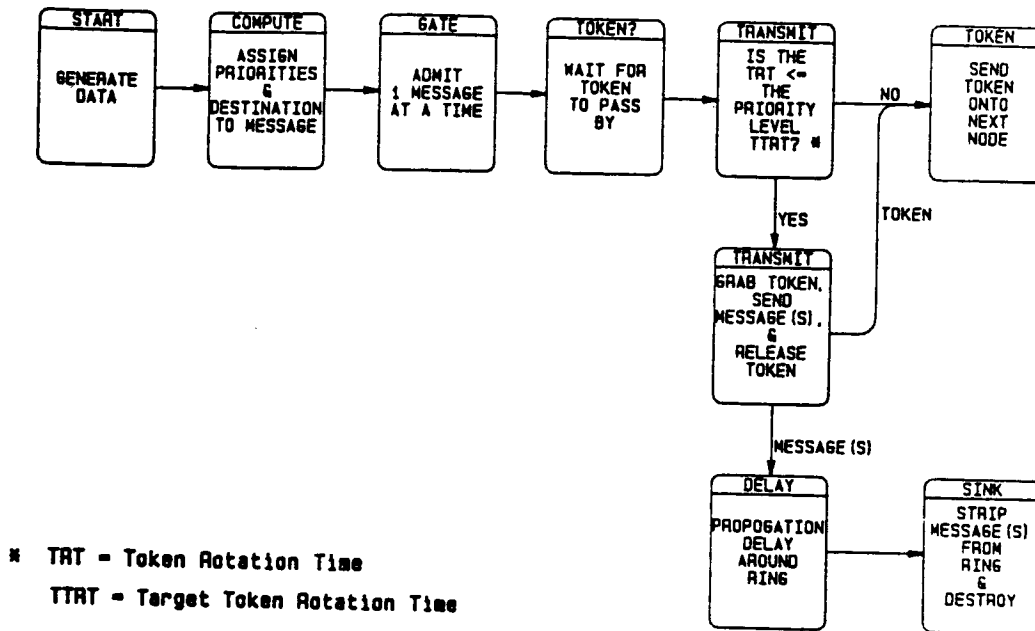 START
GENERATE
DATA
COMPUTE
ASSIGN
PRIORITIES
&
DESTINATION
TO MESSAGE
GATE
ADMIT
1 MESSAGE
AT A TIME
TOKEN?
WAIT FOR
TOKEN
TO PASS
BY
TRANSMIT
IS THE
TRT <=
THE
PRIORITY
LEVEL
TTRT? *
NO
TOKEN
SEND
TOKEN
ONTO
NEXT
NODE
YES
TOKEN
TRANSMIT
GRAB TOKEN,
SEND
MESSAGE(S),
&
RELEASE
TOKEN
MESSAGE(S)
DELAY
PROPOGATION
DELAY
AROUND
RING
SINK
STRIP
MESSAGE(S)
FROM
RING
&
DESTROY
* TRT = Token Rotation Time
TTRT = Target Token Rotation Time